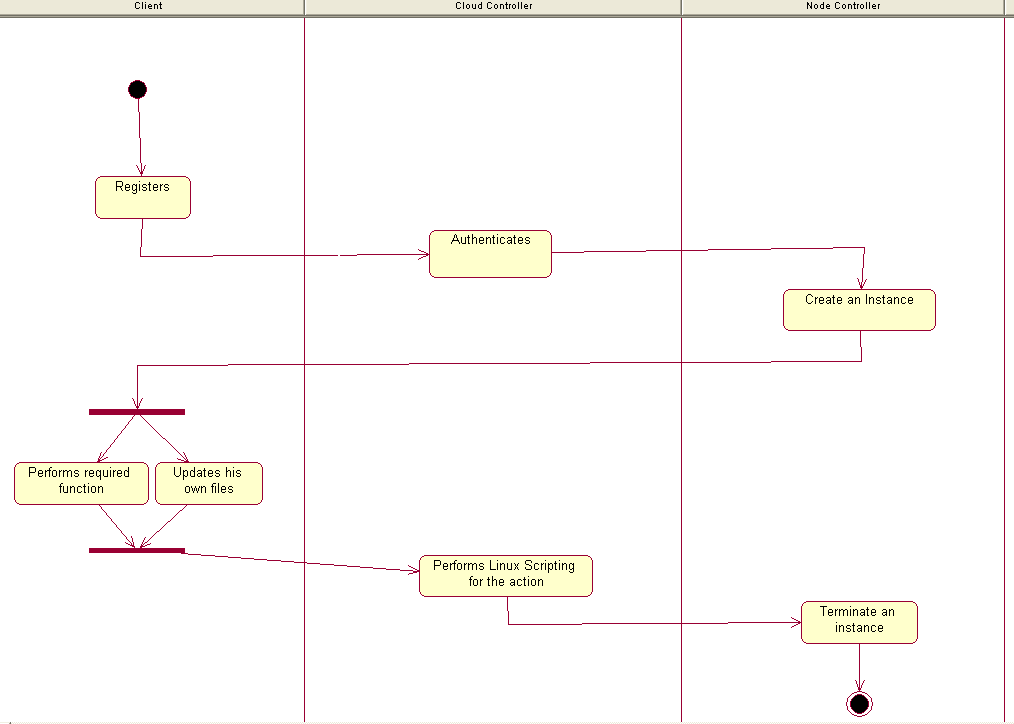 Client
Cloud Controller
Node Controller
Registers
Authenticates
Create an Instance
Performs required
function
Updates his
own files
Performs Linux Scripting
for the action
Terminate an
instance